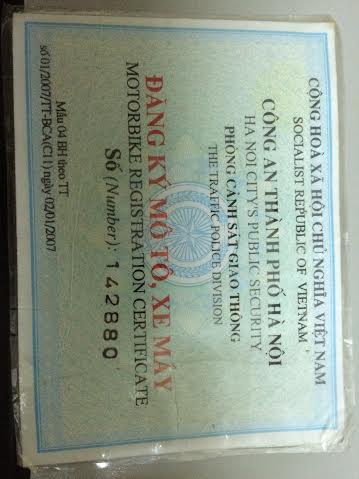 CỘNG HOÀ XÃ HỘI CHỦ NGHĨA VIỆT NAM
SOCIALIST REPUBLIC OF VIETNAM
CÔNG AN THÀNH PHỐ HÀ NỘI
HA NOI CITY'S PUBLIC SECURITY
PHÒNG CẢNH SÁT GIAO THÔNG
THE TRAFFIC POLICE DIVISION
ĐĂNG KÝ MÔ TÔ, XE MÁY
MOTORBIKE REGISTRATION CERTIFICATE
Số (Number): 142880
Mẫu 04 BH theo TT
số 01/2007/TT-BCA(C11) ngày 02/01/2007